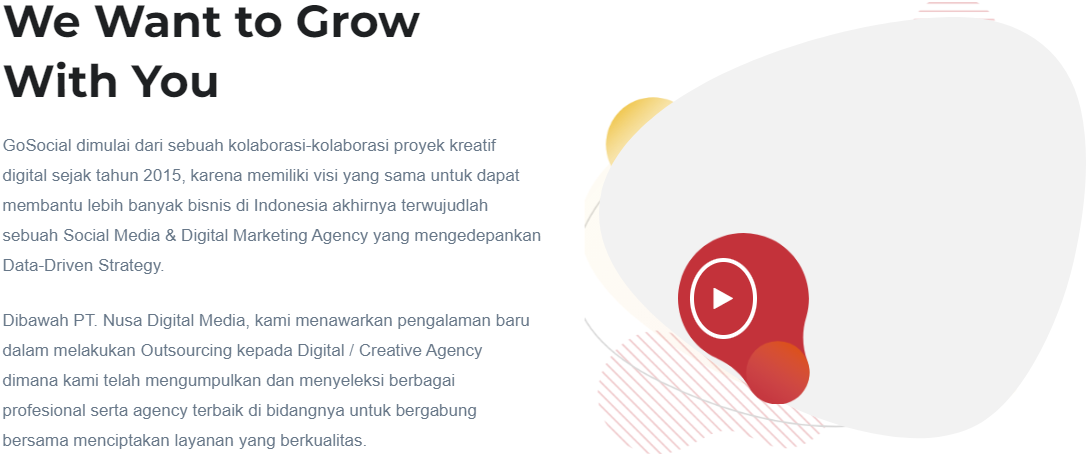 We Want to Grow
With You
GoSocial dimulai dari sebuah kolaborasi-kolaborasi proyek kreatif
digital sejak tahun 2015, karena memiliki visi yang sama untuk dapat
membantu lebih banyak bisnis di Indonesia akhirnya terwujudlah
sebuah Social Media & Digital Marketing Agency yang mengedepankan
Data-Driven Strategy.
Dibawah PT. Nusa Digital Media, kami menawarkan pengalaman baru
dalam melakukan Outsourcing kepada Digital / Creative Agency
dimana kami telah mengumpulkan dan menyeleksi berbagai
profesional serta agency terbaik di bidangnya untuk bergabung
bersama menciptakan layanan yang berkualitas.